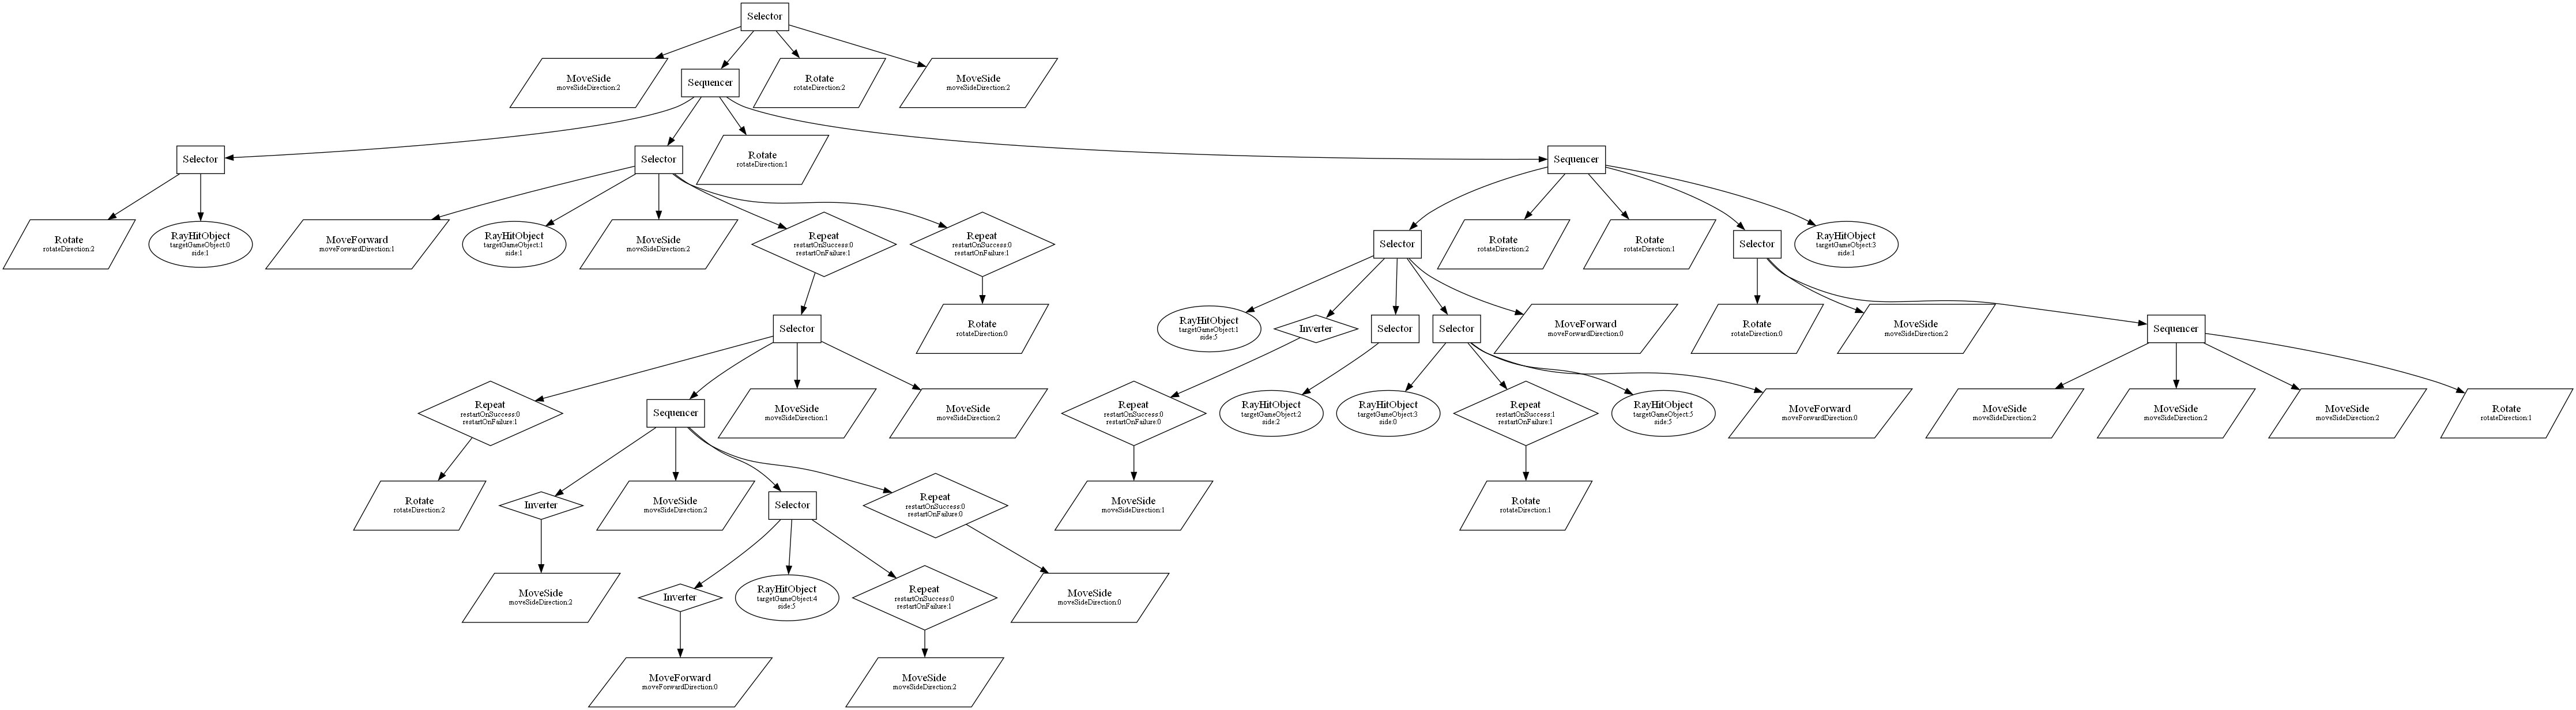 Selector
MoveSide
moveSideDirection:2
Sequencer
Rotate
rotateDirection:2
MoveSide
moveSideDirection:2
Selector
Selector
Rotate
rotateDirection:1
Sequencer
Rotate
rotateDirection:2
RayHitObject
targetGameObject:0
side:1
MoveForward
moveForwardDirection:1
RayHitObject
targetGameObject:1
side:1
MoveSide
moveSideDirection:2
Repeat
restartOnSuccess:0
restartOnFailure:1
Repeat
restartOnSuccess:0
restartOnFailure:1
Selector
Rotate
rotateDirection:2
Rotate
rotateDirection:1
Selector
RayHitObject
targetGameObject:3
side:1
Selector
Rotate
rotateDirection:0
RayHitObject
targetGameObject:1
side:5
Inverter
Selector
Selector
MoveForward
moveForwardDirection:0
Rotate
rotateDirection:0
MoveSide
moveSideDirection:2
Sequencer
Repeat
restartOnSuccess:0
restartOnFailure:1
Sequencer
MoveSide
moveSideDirection:1
MoveSide
moveSideDirection:2
Repeat
restartOnSuccess:0
restartOnFailure:0
RayHitObject
targetGameObject:2
side:2
RayHitObject
targetGameObject:3
side:0
Repeat
restartOnSuccess:1
restartOnFailure:1
RayHitObject
targetGameObject:5
side:5
MoveForward
moveForwardDirection:0
MoveSide
moveSideDirection:2
MoveSide
moveSideDirection:2
MoveSide
moveSideDirection:2
Rotate
rotateDirection:1
Rotate
rotateDirection:2
Inverter
MoveSide
moveSideDirection:2
Selector
Repeat
restartOnSuccess:0
restartOnFailure:0
MoveSide
moveSideDirection:1
Rotate
rotateDirection:1
MoveSide
moveSideDirection:2
Inverter
RayHitObject
targetGameObject:4
side:5
Repeat
restartOnSuccess:0
restartOnFailure:1
MoveSide
moveSideDirection:0
MoveForward
moveForwardDirection:0
MoveSide
moveSideDirection:2